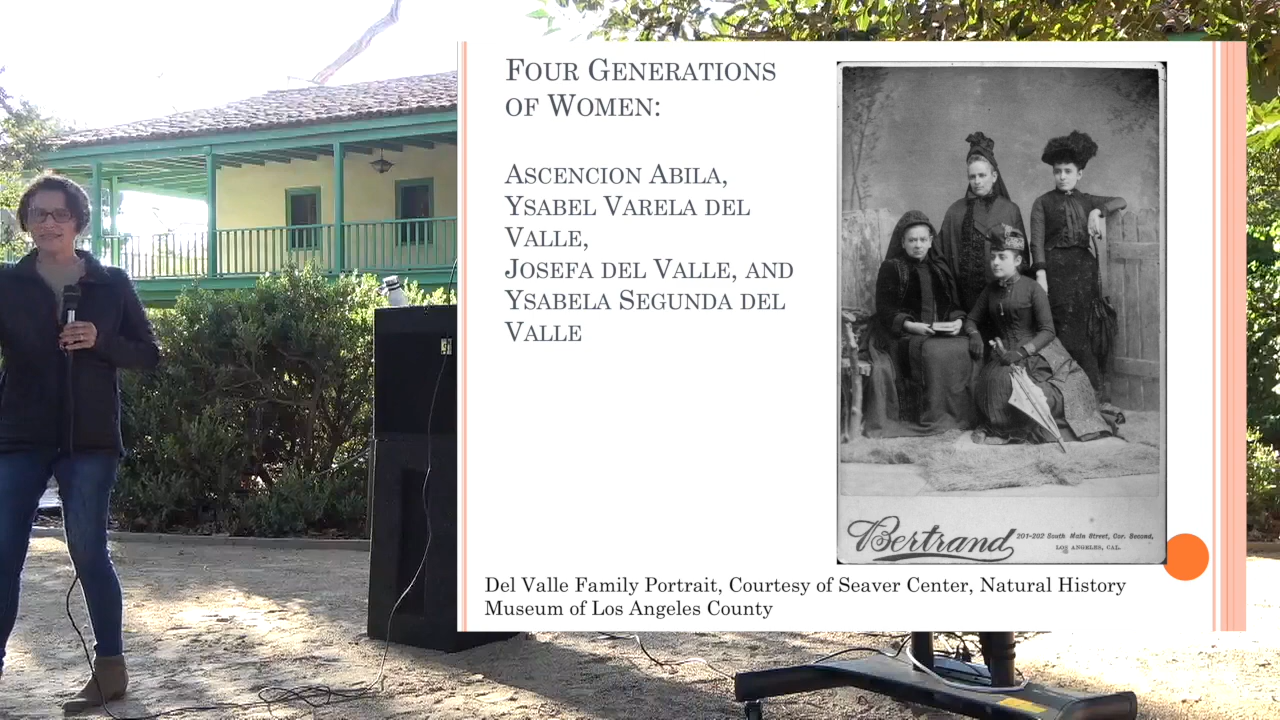 FOUR GENERATIONS
OF WOMEN:
ASCENCION ABILA,
YSABEL VARELA DEL
VALLE,
JOSEFA DEL VALLE, AND
YSABELA SEGUNDA DEL
VALLE
Bertrand
201-202 South Main Street, Cor. Second,
LOS ANGELES, CAL.
Del Valle Family Portrait, Courtesy of Seaver Center, Natural History
Museum of Los Angeles County